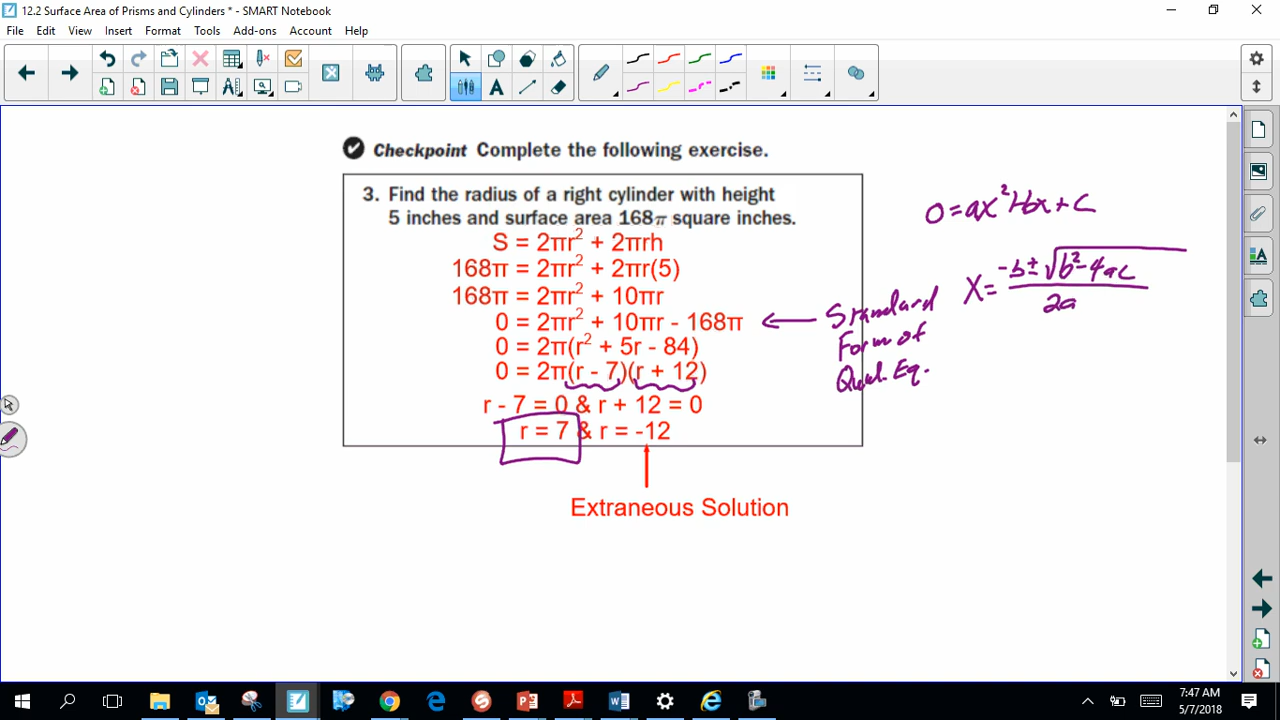 12.2 Surface Area of Prisms and Cylinders * - SMART Notebook
File Edit View Insert Format Tools Add-ons Account Help
Checkpoint Complete the following exercise.
3. Find the radius of a right cylinder with height
5 inches and surface area 168π square inches.
S = 2πr² + 2πrh
168π = 2πr² + 2πr(5)
168π = 2πr² + 10πr
0 = 2πr² + 10πr - 168π
0 = 2π(r² + 5r - 84)
0 = 2π(r - 7)(r + 12)
r - 7 = 0 & r + 12 = 0
r = 7 & r = -12
Extraneous Solution
Standard
Form of
Quad. Eq.
0=ax²+bx+c
X= -b±√b²-4ac
2a
7:47 AM
5/7/2018